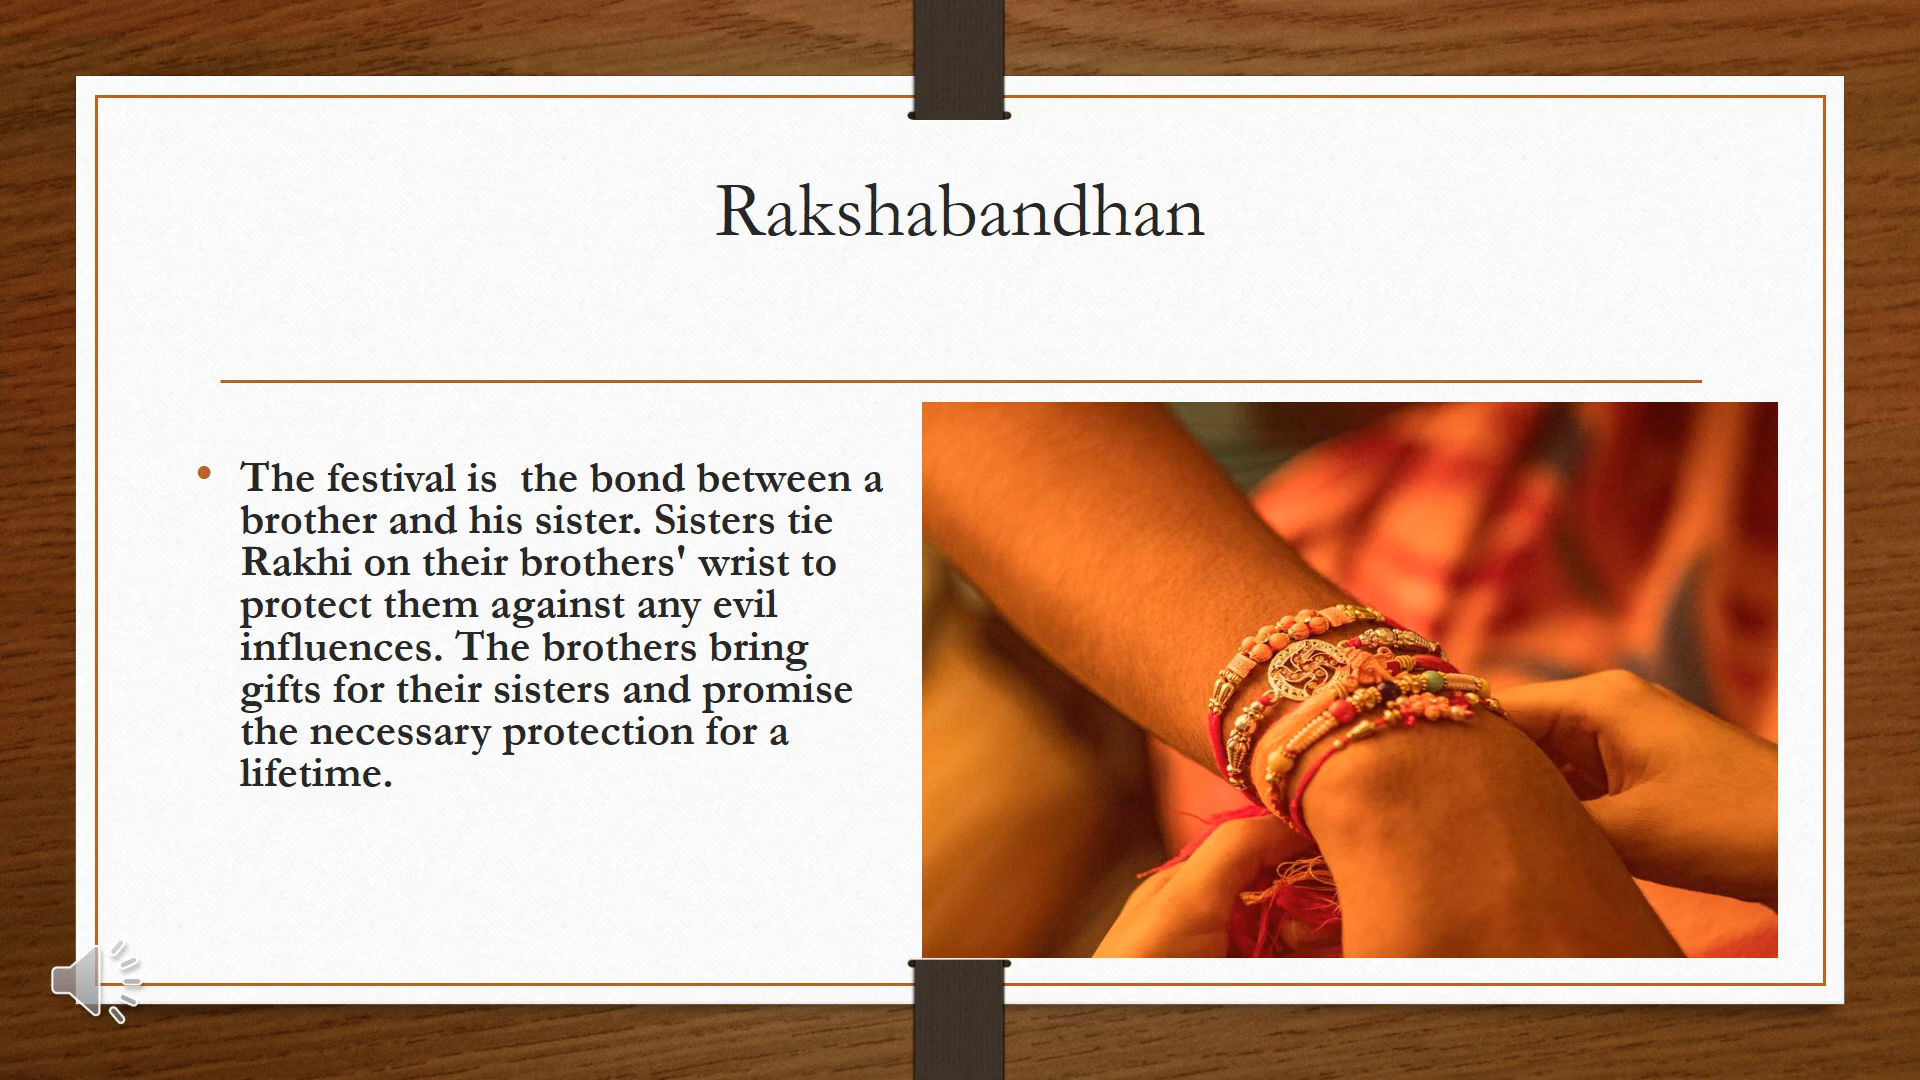 Rakshabandhan
• The festival is  the bond between a
brother and his sister. Sisters tie
Rakhi on their brothers' wrist to
protect them against any evil
influences. The brothers bring
gifts for their sisters and promise
the necessary protection for a
lifetime.